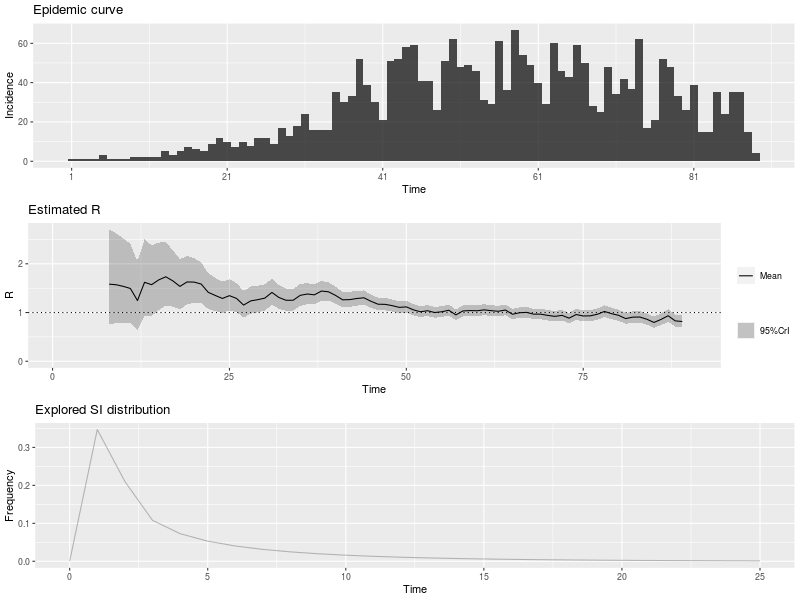 Epidemic curve
60
40
20
0
Incidence
1 21 41 61 81
Time
Estimated R
2
1
0
R
0 25 50 75
Time
Mean
95%CrI
Explored SI distribution
0.3
0.2
0.1
0.0
Frequency
0 5 10 15 20 25
Time